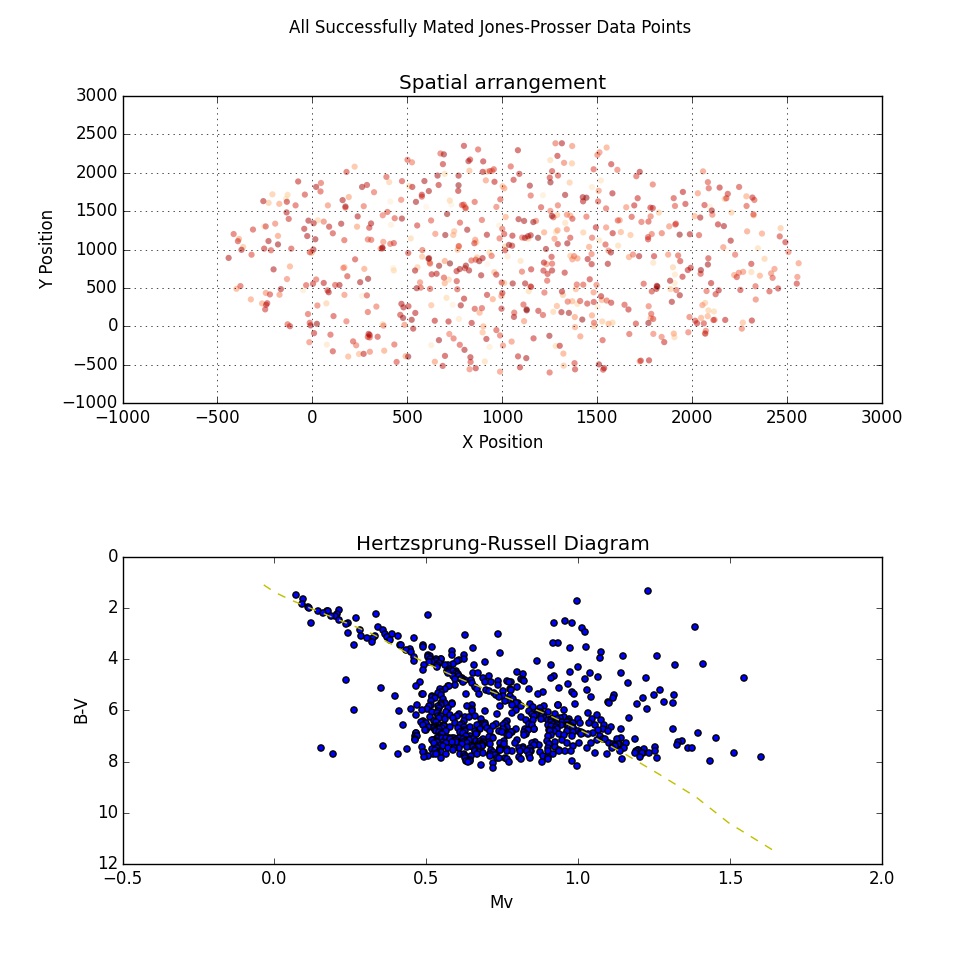 All Successfully Mated Jones-Prosser Data Points
Spatial arrangement
3000
2500
2000
1500
1000
500
0
−500
−1000
Y Position
−1000 −500 0 500 1000 1500 2000 2500 3000
X Position
Hertzsprung-Russell Diagram
0
2
4
6
8
10
12
B-V
−0.5 0.0 0.5 1.0 1.5 2.0
Mv